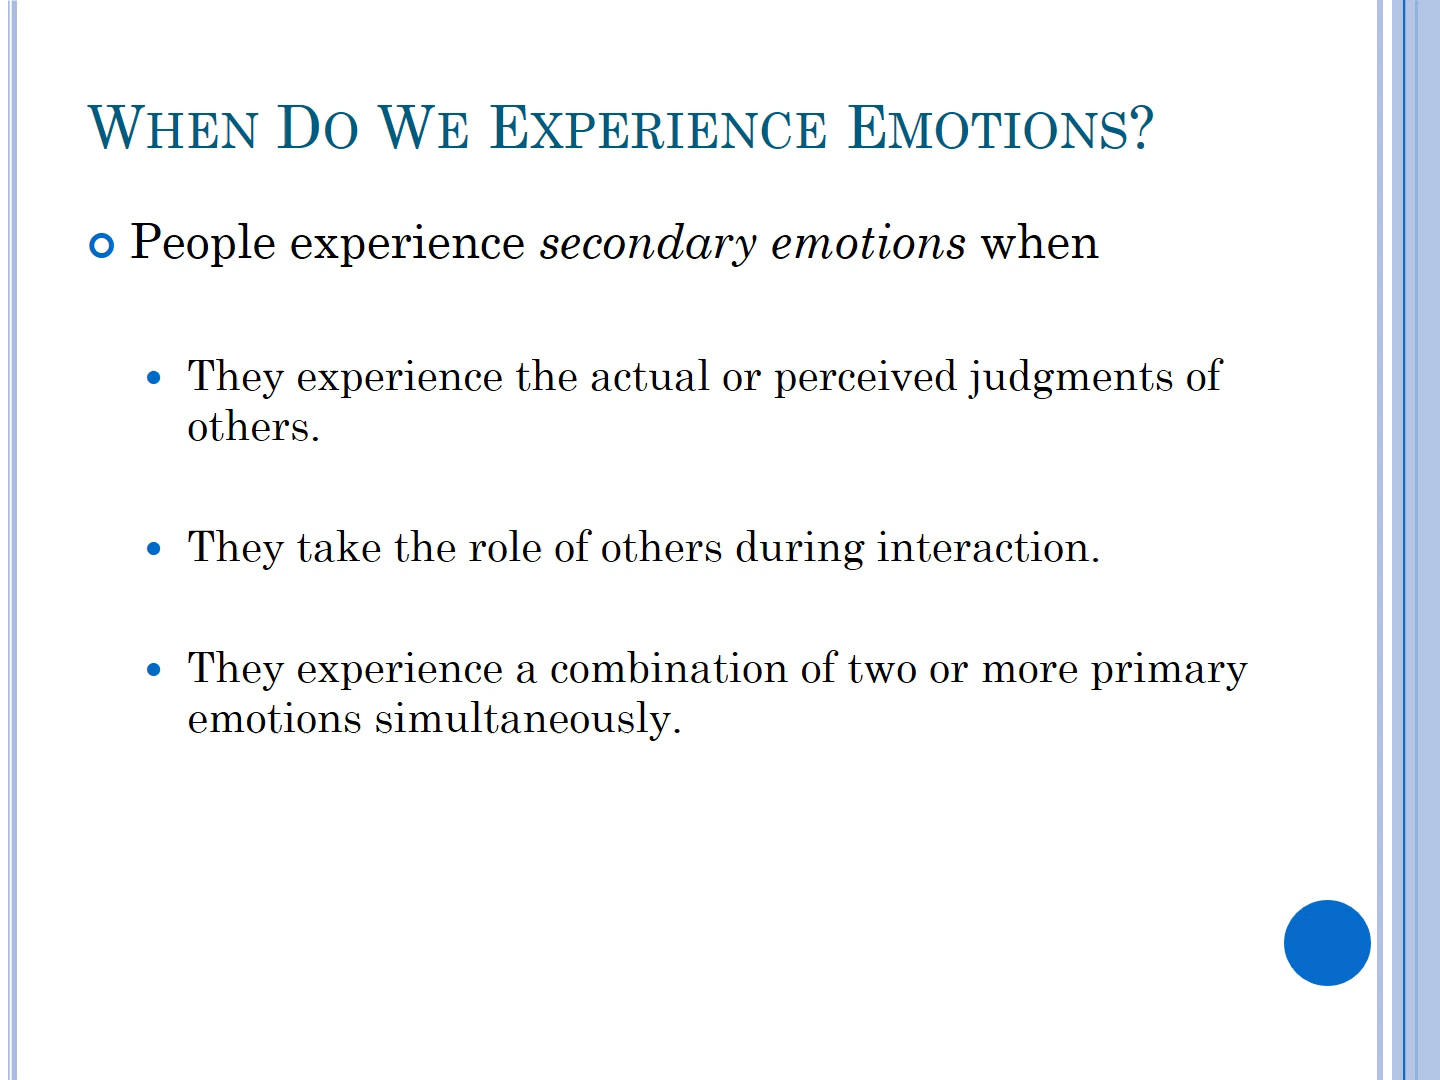 WHEN DO WE EXPERIENCE EMOTIONS?
People experience secondary emotions when
They experience the actual or perceived judgments of
others.
They take the role of others during interaction.
They experience a combination of two or more primary
emotions simultaneously.